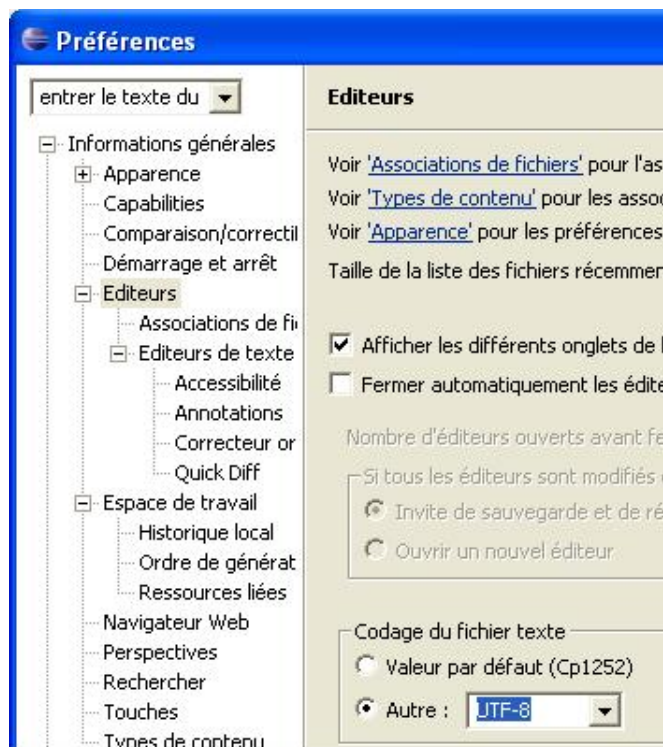 Préférences
entrer le texte du
Informations générales
Apparence
Capabilities
Comparaison/correctif
Démarrage et arrêt
Editeurs
Associations de fi
Editeurs de texte
Accessibilité
Annotations
Correcteur or
Quick Diff
Espace de travail
Historique local
Ordre de générat
Ressources liées
Navigateur Web
Perspectives
Rechercher
Touches
Types de contenu
Editeurs
Voir 'Associations de fichiers' pour l'as
Voir 'Types de contenu' pour les assoc
Voir 'Apparence' pour les préférences
Taille de la liste des fichiers récemmen
Afficher les différents onglets de l
Fermer automatiquement les édite
Nombre d'éditeurs ouverts avant fe
Si tous les éditeurs sont modifiés
Invite de sauvegarde et de ré
Ouvrir un nouvel éditeur
Codage du fichier texte
Valeur par défaut (Cp1252)
Autre : UTF-8